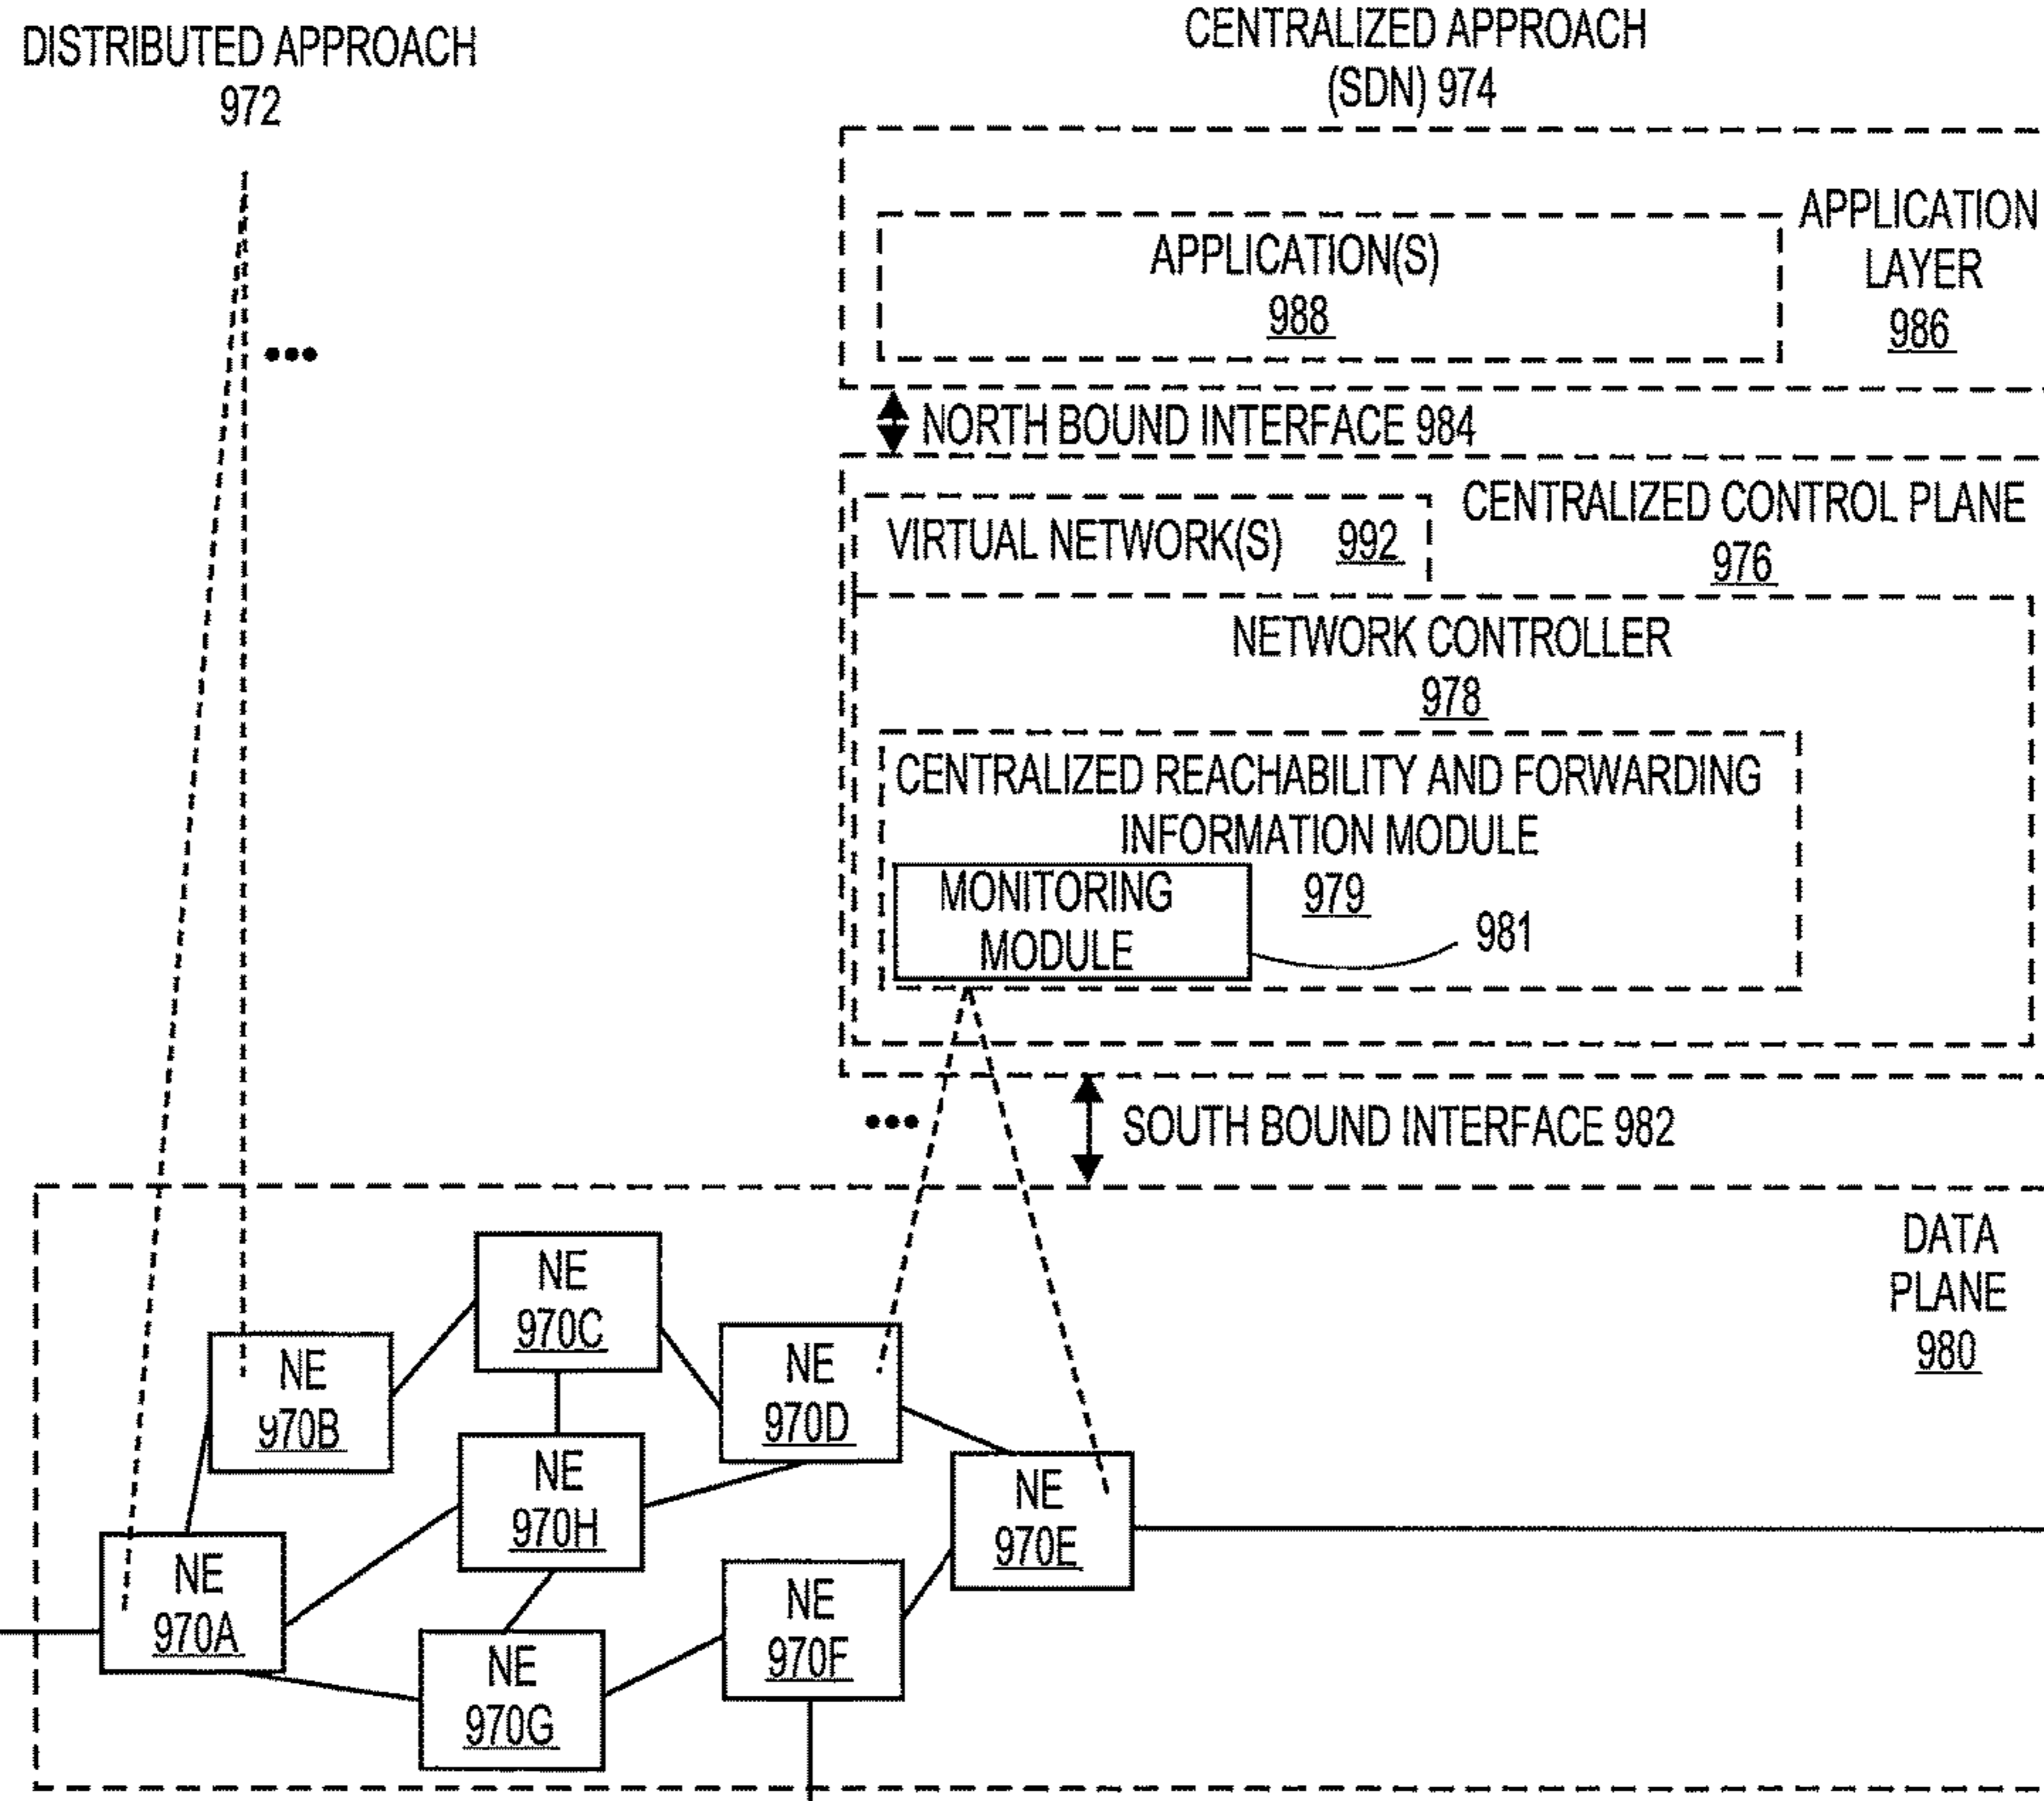 DISTRIBUTED APPROACH
972
CENTRALIZED APPROACH
(SDN) 974
APPLICATION(S)
988
APPLICATION
LAYER
986
NORTH BOUND INTERFACE 984
VIRTUAL NETWORK(S) 992
CENTRALIZED CONTROL PLANE
976
NETWORK CONTROLLER
978
CENTRALIZED REACHABILITY AND FORWARDING
INFORMATION MODULE
979
MONITORING
MODULE
981
SOUTH BOUND INTERFACE 982
DATA
PLANE
980
NE
970C
NE
970B
NE
970D
NE
970H
NE
970E
NE
970A
NE
970F
NE
970G